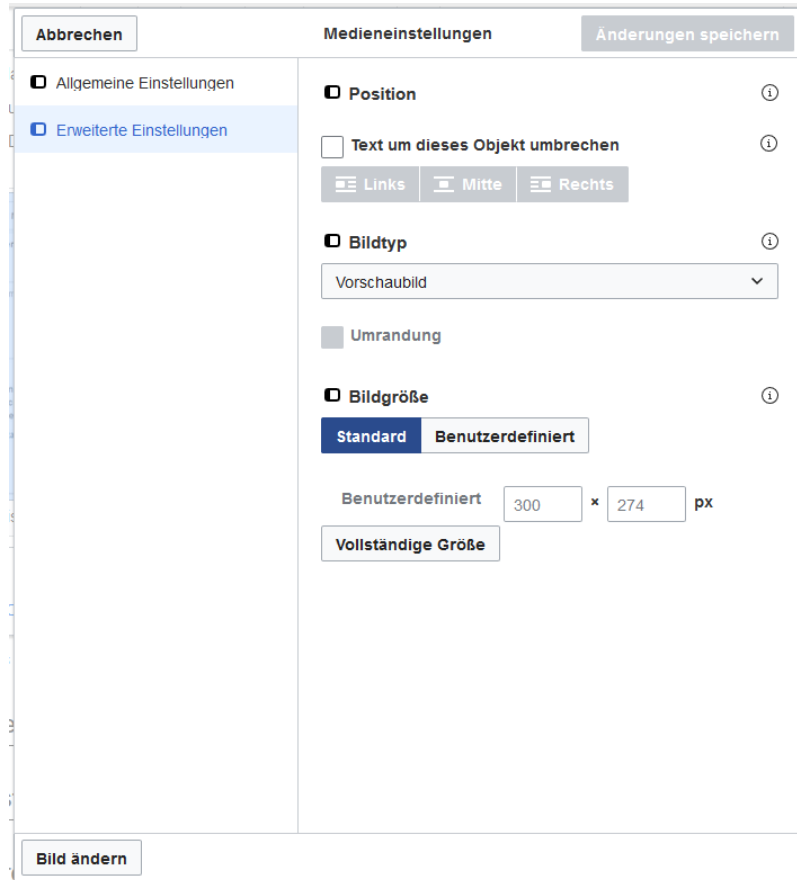 Abbrechen Medieneinstellungen Änderungen speichern
Allgemeine Einstellungen
Erweiterte Einstellungen
Position
Text um dieses Objekt umbrechen
Links Mitte Rechts
Bildtyp
Vorschaubild
Umrandung
Bildgröße
Standard Benutzerdefiniert
Benutzerdefiniert 300 × 274 px
Vollständige Größe
Bild ändern